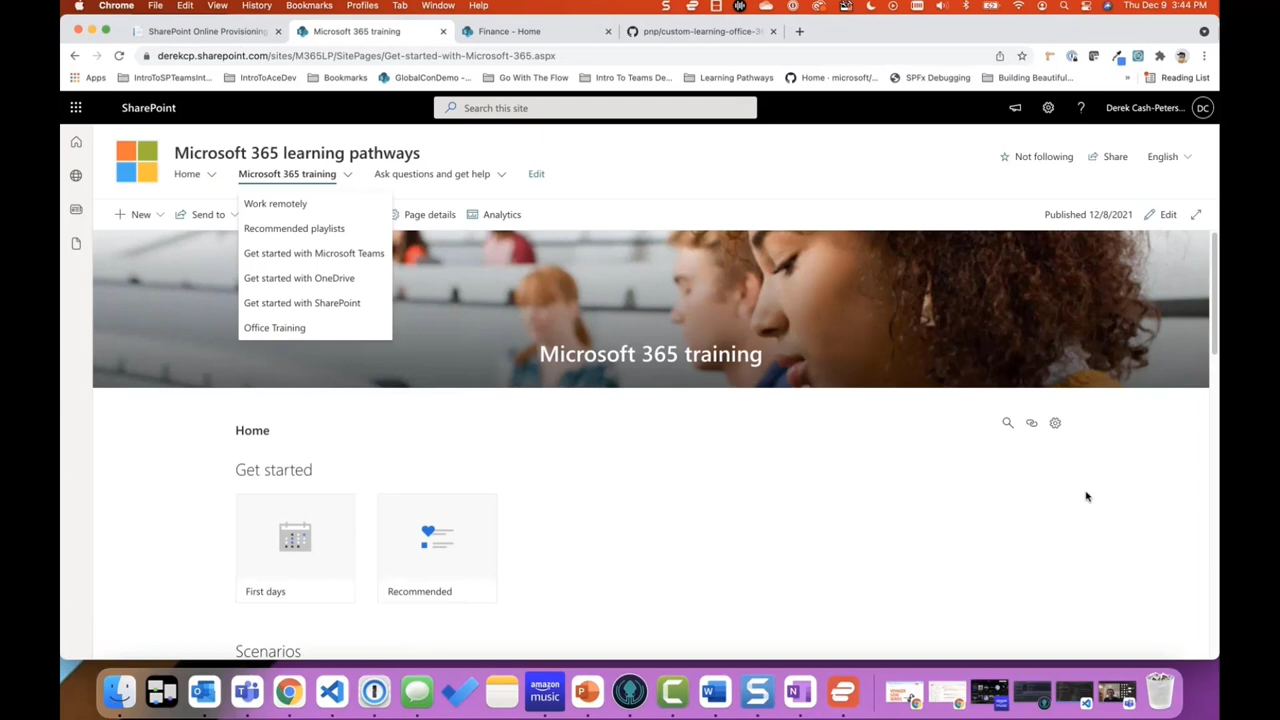 Chrome File Edit View History Bookmarks Profiles Tab Window Help Thu Dec 9 3:44 PM
SharePoint Online Provisioning Microsoft 365 training Finance - Home pnp/custom-learning-office-3
derekcp.sharepoint.com/sites/M365LP/SitePages/Get-started-with-Microsoft-365.aspx
Apps IntroToSPTeamsInt... IntroToAceDev Bookmarks GlobalConDemo -... Go With The Flow Intro To Teams De... Learning Pathways Home · microsoft/... SPFx Debugging Building Beautiful... » Reading List
SharePoint Search this site Derek Cash-Peters... DC
Microsoft 365 learning pathways
Home Microsoft 365 training Ask questions and get help Edit
Not following Share English
Work remotely
Recommended playlists
Get started with Microsoft Teams
Get started with OneDrive
Get started with SharePoint
Office Training
New Send to Page details Analytics Published 12/8/2021 Edit
Microsoft 365 training
Home
Get started
First days Recommended
Scenarios
amazon music